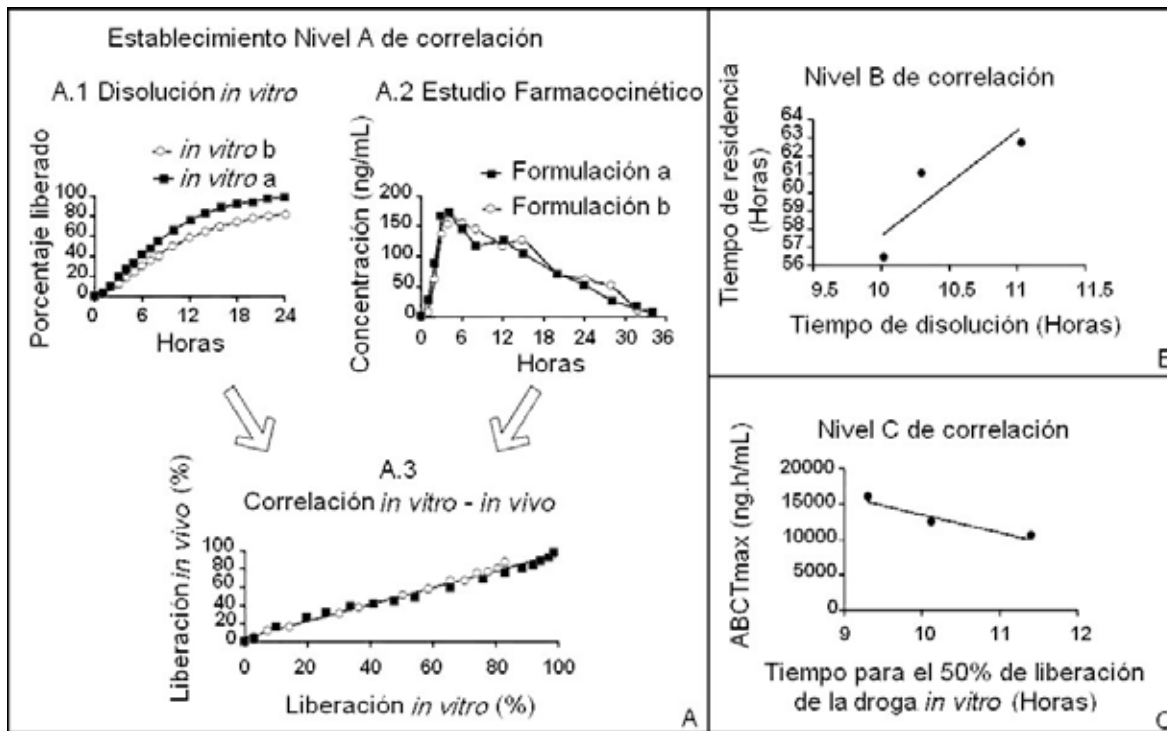 Establecimiento Nivel A de correlación
A.1 Disolución in vitro
in vitro b
in vitro a
Porcentaje liberado
100
80
60
40
20
0
0 6 12 18 24
Horas
A.2 Estudio Farmacocinético
Formulación a
Formulación b
Concentración (ng/mL)
200
150
100
50
0
0 6 12 18 24 30 36
Horas
A.3
Correlación in vitro - in vivo
Liberación in vivo (%)
100
80
60
40
20
0
0 20 40 60 80 100
Liberación in vitro (%)
A
Nivel B de correlación
Tiempo de residencia
(Horas)
64
63
62
60
58
57
56
9.5 10 10.5 11 11.5
Tiempo de disolución (Horas)
B
Nivel C de correlación
ABCTmax (ng.h/mL)
20000
15000
10000
5000
0
9 10 11 12
Tiempo para el 50% de liberación
de la droga in vitro (Horas)
C